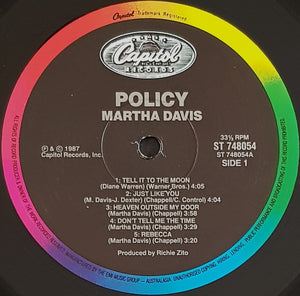 Capitol Trademark Registered
Capitol
RECORDS
POLICY
MARTHA DAVIS
℗ & © 1987
Capitol Records, Inc.
33⅓ RPM
ST 748054
ST 748054A
SIDE 1
1: TELL IT TO THE MOON
(Diane Warren) (Warner Bros.) 4:05
2: JUST LIKE YOU
(M. Davis-J. Dexter) (Chappell/C. Control) 4:04
3: HEAVEN OUTSIDE MY DOOR
(Martha Davis) (Chappell) 3:58
4: DON'T TELL ME THE TIME
(Martha Davis) (Chappell) 3:29
5: REBECCA
(Martha Davis) (Chappell) 3:20
Produced by Richie Zito